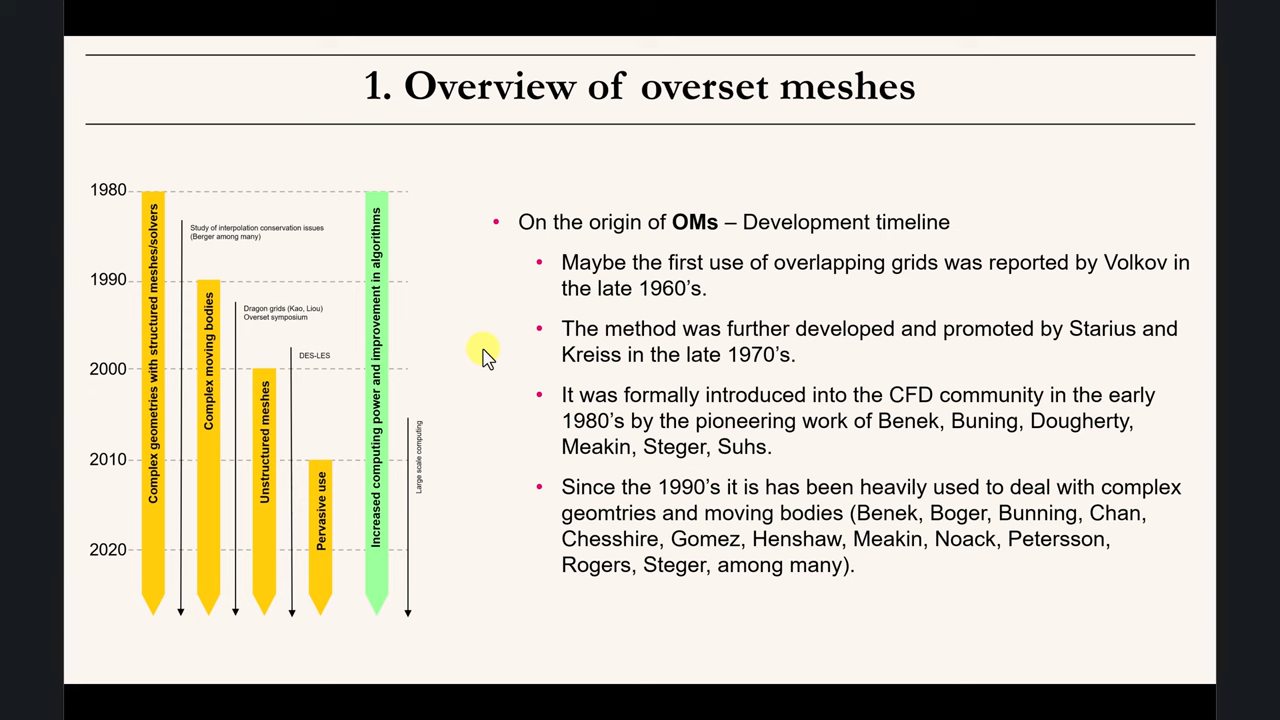 1. Overview of overset meshes
1980
1990
2000
2010
2020
Complex geometries with structured meshes/solvers
Study of interpolation conservation issues
(Berger among many)
Complex moving bodies
Dragon grids (Kao, Liou)
Overset symposium
Unstructured meshes
DES-LES
Pervasive use
Increased computing power and improvement in algorithms
Large scale computing
• On the origin of OMs – Development timeline
• Maybe the first use of overlapping grids was reported by Volkov in
the late 1960’s.
• The method was further developed and promoted by Starius and
Kreiss in the late 1970’s.
• It was formally introduced into the CFD community in the early
1980’s by the pioneering work of Benek, Buning, Dougherty,
Meakin, Steger, Suhs.
• Since the 1990’s it is has been heavily used to deal with complex
geomtries and moving bodies (Benek, Boger, Bunning, Chan,
Chesshire, Gomez, Henshaw, Meakin, Noack, Petersson,
Rogers, Steger, among many).